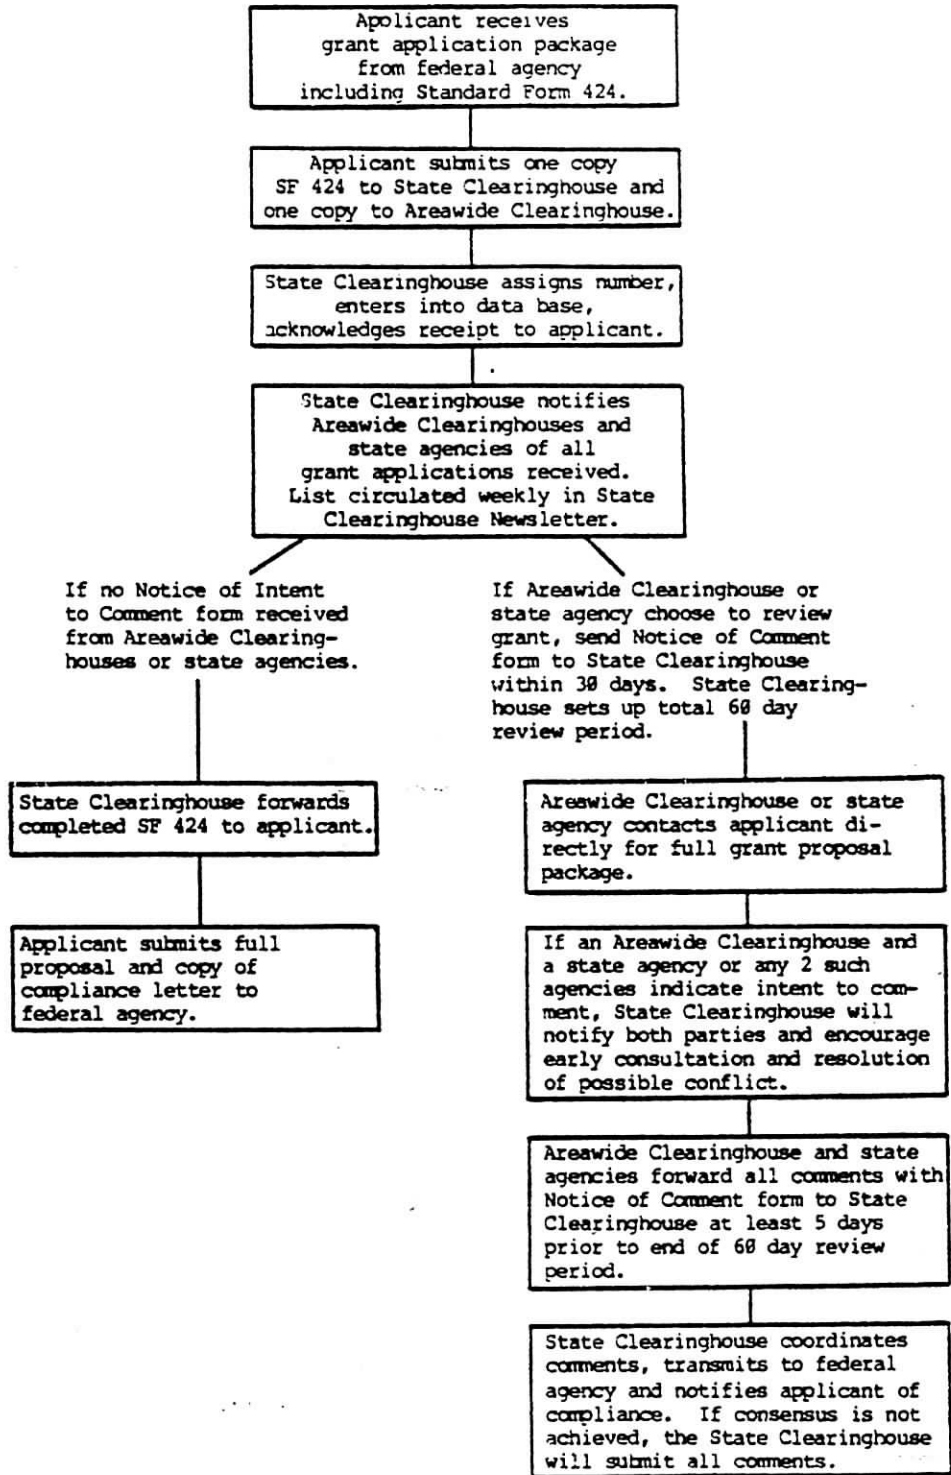 Applicant receives
grant application package
from federal agency
including Standard Form 424.
Applicant submits one copy
SF 424 to State Clearinghouse and
one copy to Areawide Clearinghouse.
State Clearinghouse assigns number,
enters into data base,
acknowledges receipt to applicant.
State Clearinghouse notifies
Areawide Clearinghouses and
state agencies of all
grant applications received.
List circulated weekly in State
Clearinghouse Newsletter.
If no Notice of Intent
to Comment form received
from Areawide Clearing-
houses or state agencies.
State Clearinghouse forwards
completed SF 424 to applicant.
Applicant submits full
proposal and copy of
compliance letter to
federal agency.
If Areawide Clearinghouse or
state agency choose to review
grant, send Notice of Comment
form to State Clearinghouse
within 30 days. State Clearing-
house sets up total 60 day
review period.
Areawide Clearinghouse or state
agency contacts applicant di-
rectly for full grant proposal
package.
If an Areawide Clearinghouse and
a state agency or any 2 such
agencies indicate intent to com-
ment, State Clearinghouse will
notify both parties and encourage
early consultation and resolution
of possible conflict.
Areawide Clearinghouse and state
agencies forward all comments with
Notice of Comment form to State
Clearinghouse at least 5 days
prior to end of 60 day review
period.
State Clearinghouse coordinates
comments, transmits to federal
agency and notifies applicant of
compliance. If consensus is not
achieved, the State Clearinghouse
will submit all comments.